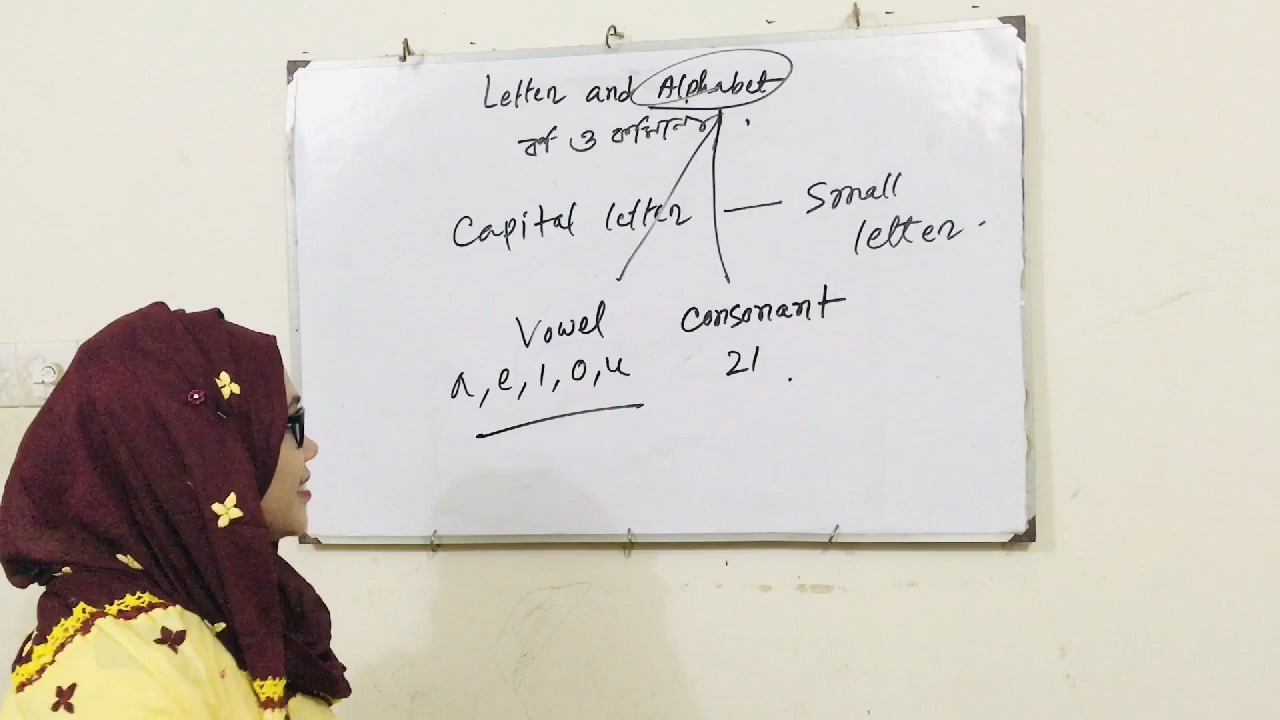 Letter and Alphabet
বর্ণ ও বর্ণমালা
Capital letter
Small
letter.
Vowel
a, e, i, o, u
Consonant
21